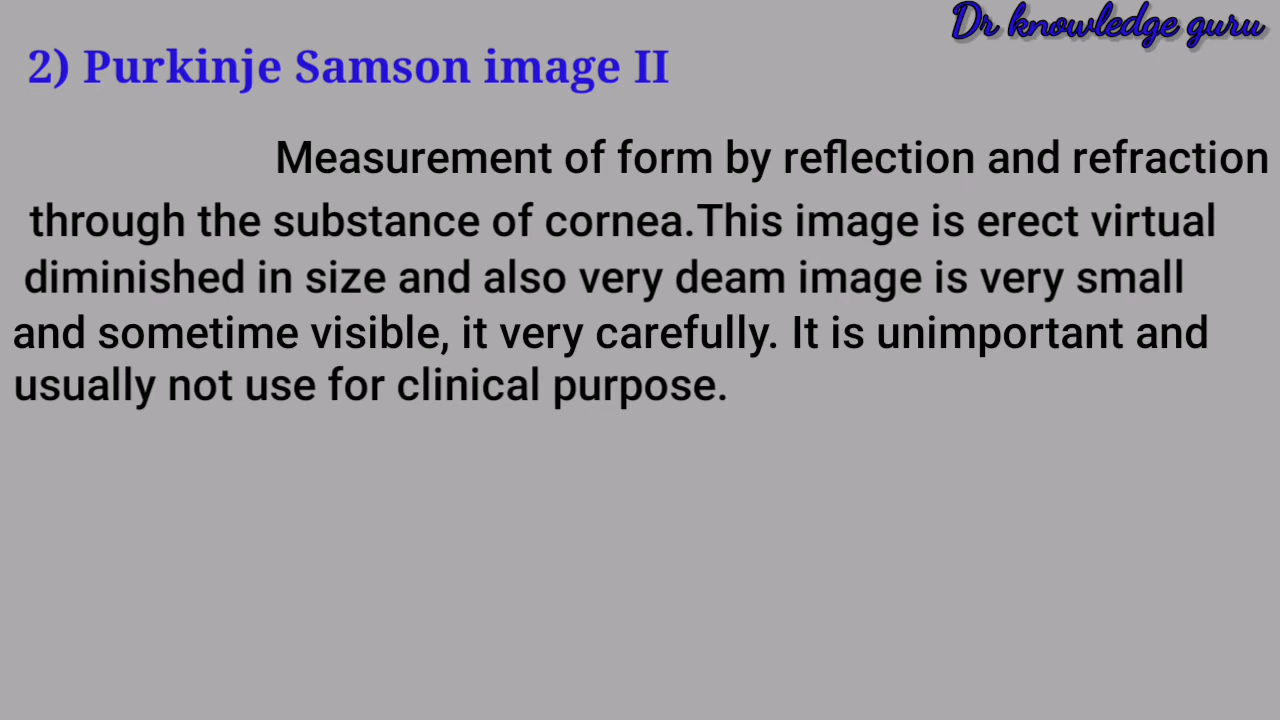 Dr knowledge guru
2) Purkinje Samson image II
Measurement of form by reflection and refraction
through the substance of cornea.This image is erect virtual
diminished in size and also very deam image is very small
and sometime visible, it very carefully. It is unimportant and
usually not use for clinical purpose.